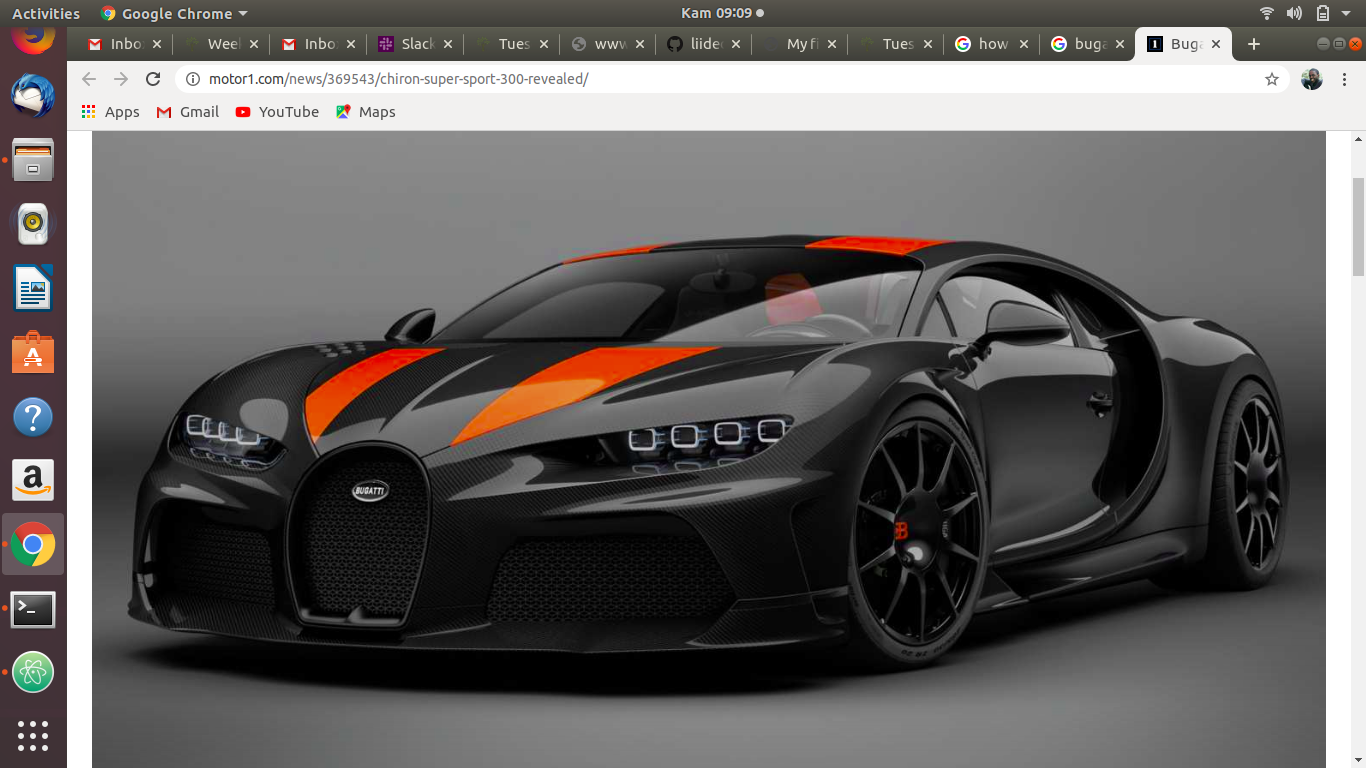 Activities Google Chrome Kam 09:09
Inbo Weel Inbo Slack Tues www liide My fi Tues how buga Buga
motor1.com/news/369543/chiron-super-sport-300-revealed/
Apps Gmail YouTube Maps
BUGATTI